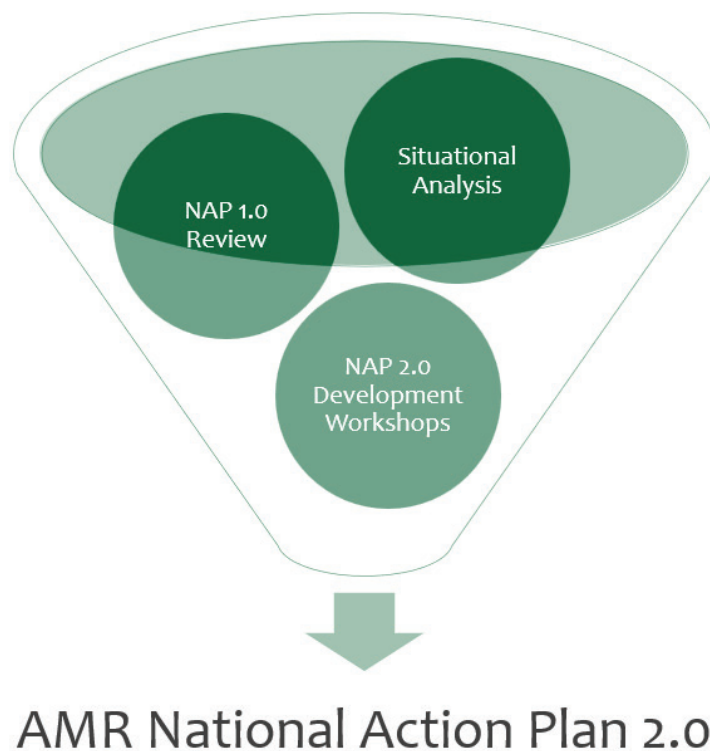 Situational
Analysis
NAP 1.0
Review
NAP 2.0
Development
Workshops
AMR National Action Plan 2.0